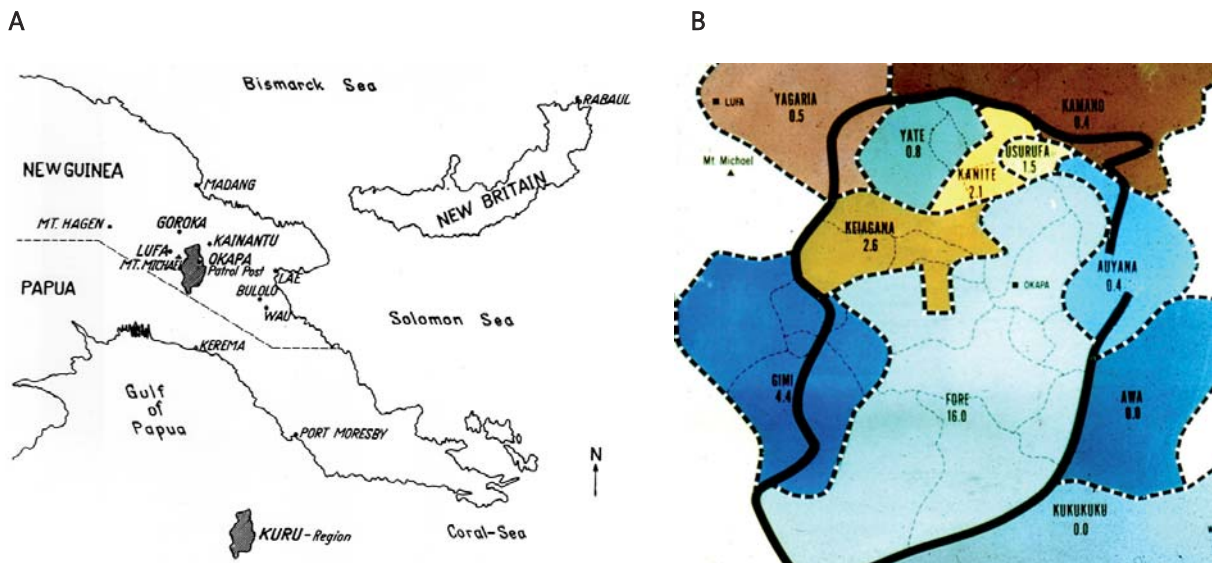 A
Bismarck Sea
RABAUL
NEW GUINEA
MADANG
NEW BRITAIN
MT. HAGEN
GOROKA
KAINANTU
LUFA
OKAPA
MT. MICHAEL
Patrol Post
LAE
PAPUA
BULOLO
WAU
Solomon Sea
KEREMA
Gulf
of
Papua
PORT MORESBY
N
KURU-Region
Coral-Sea
B
LUFA
YAGARIA
0.5
KAMANO
0.4
YATE
0.8
USURUFA
1.5
Mt Michael
KANITE
2.1
KEIAGANA
2.6
AUYANA
0.4
OKAPA
GIMI
4.4
FORE
16.0
AWA
0.0
KUKUKUKU
0.0